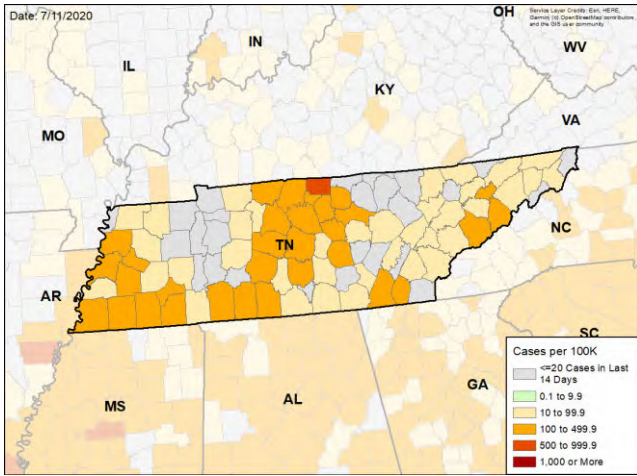 Date: 7/11/2020
Service Layer Credits: Esri, HERE,
Garmin, (c) OpenStreetMap contributors,
and the GIS user community
OH
IN
WV
IL
KY
MO
VA
TN
NC
AR
SC
MS
AL
GA
Cases per 100K
<=20 Cases in Last
14 Days
0.1 to 9.9
10 to 99.9
100 to 499.9
500 to 999.9
1,000 or More